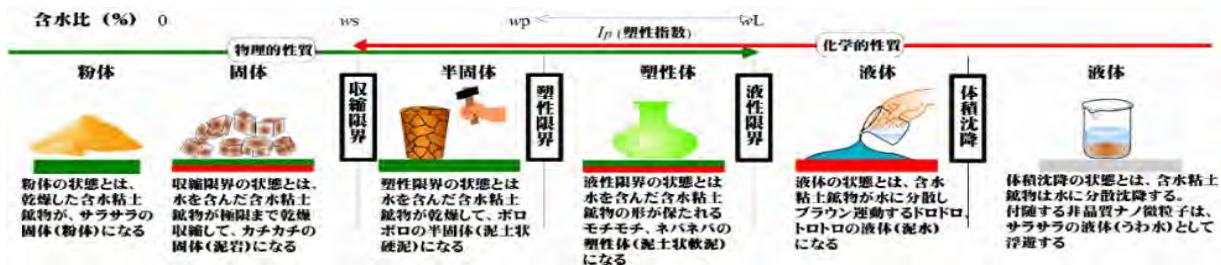 含水比（%） 0 ws wp wL
Ip (塑性指数)
物理的性質 化学的性質
粉体 固体 半固体 塑性体 液体 液体
収縮限界
塑性限界
液性限界
体積沈降
粉体の状態とは、
乾燥した含水粘土
鉱物が、サラサラの
固体(粉体)になる
収縮限界の状態とは、
水を含んだ含水粘土
鉱物が極限まで乾燥
収縮して、カチカチの
固体(泥岩)になる
塑性限界の状態とは
水を含んだ含水粘土
鉱物が乾燥して、ボロ
ボロの半固体(泥土状
硬泥)になる
液性限界の状態とは
水を含んだ含水粘土
鉱物の形が保たれる
モチモチ、ネバネバの
塑性体(泥土状軟泥)
になる
液体の状態とは、含水
粘土鉱物が水に分散し
ブラウン運動するドロドロ、
トロトロの液体(泥水)
になる
体積沈降の状態とは、含水粘土
鉱物は水に分散沈降する。
付随する非品質ナノ微粒子は、
サラサラの液体(うわ水)として
浮遊する